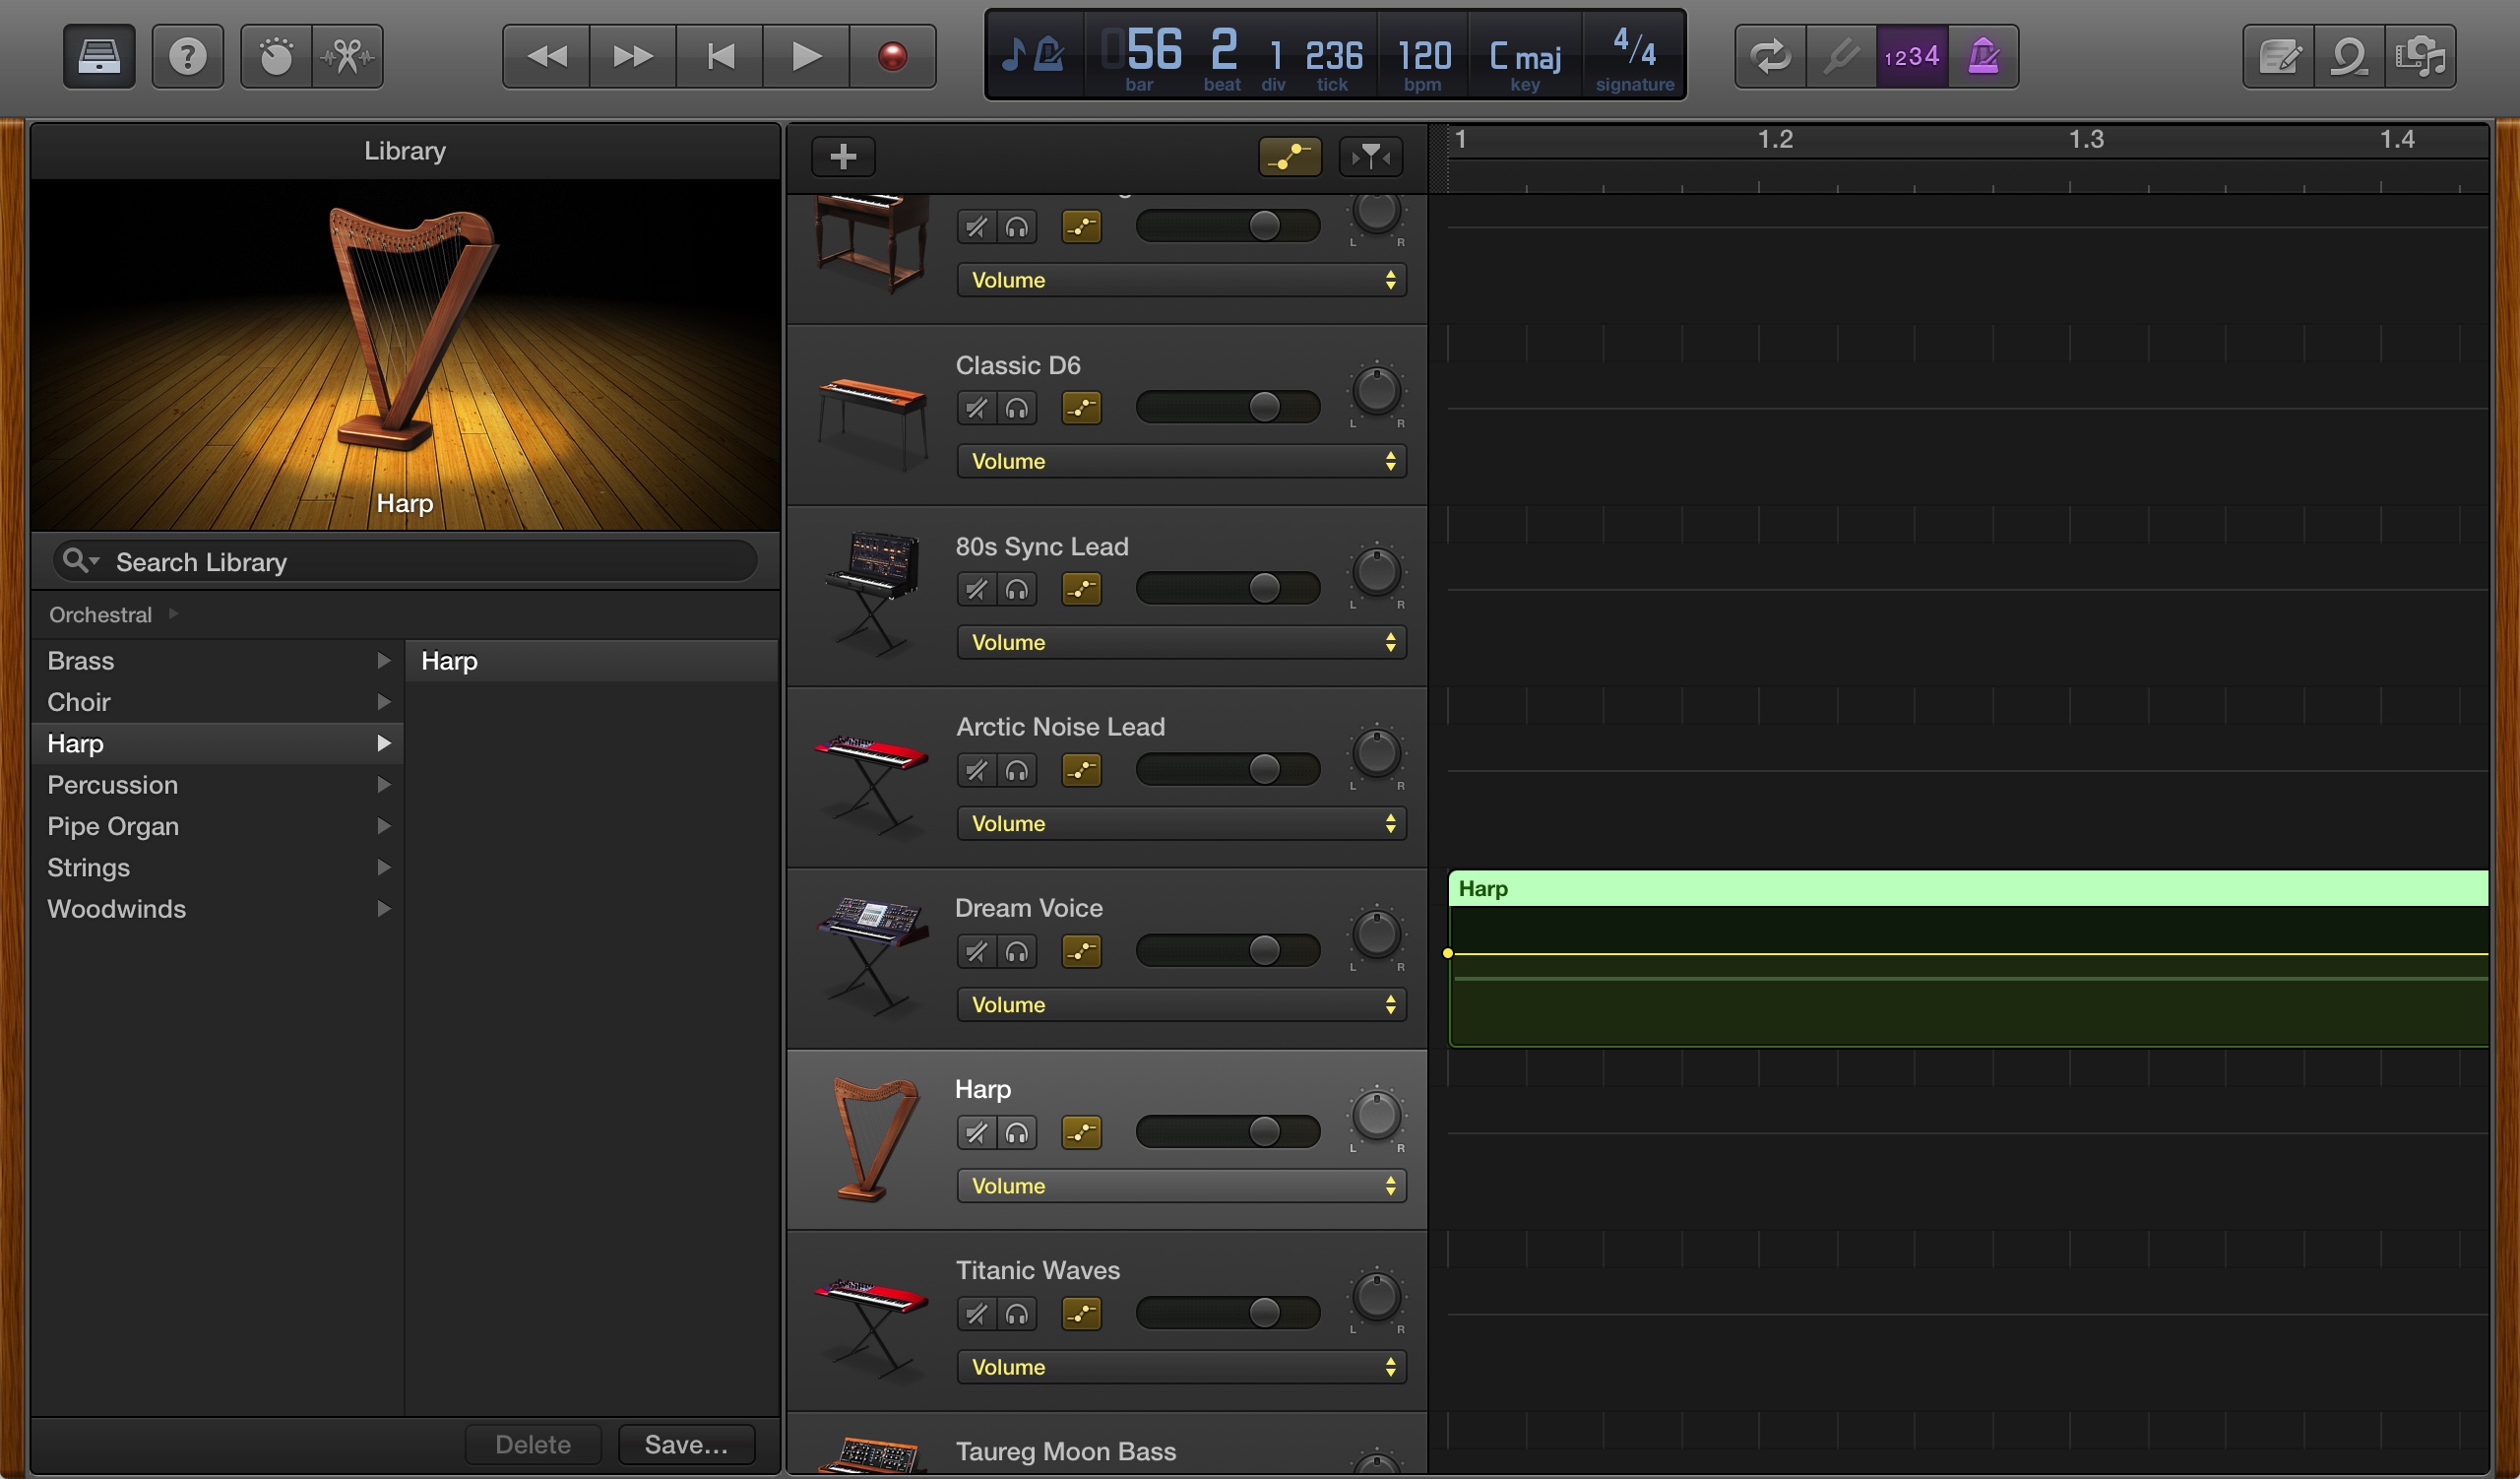 056 2 1 236 120 C maj 4/4
bar beat div tick bpm key signature
1234
Library
Harp
Search Library
Orchestral
Brass
Choir
Harp
Percussion
Pipe Organ
Strings
Woodwinds
Harp
Delete Save...
1 1.2 1.3 1.4
L R
Volume
Classic D6
L R
Volume
80s Sync Lead
L R
Volume
Arctic Noise Lead
L R
Volume
Dream Voice
L R
Volume
Harp
Harp
L R
Volume
Titanic Waves
L R
Volume
Taureg Moon Bass